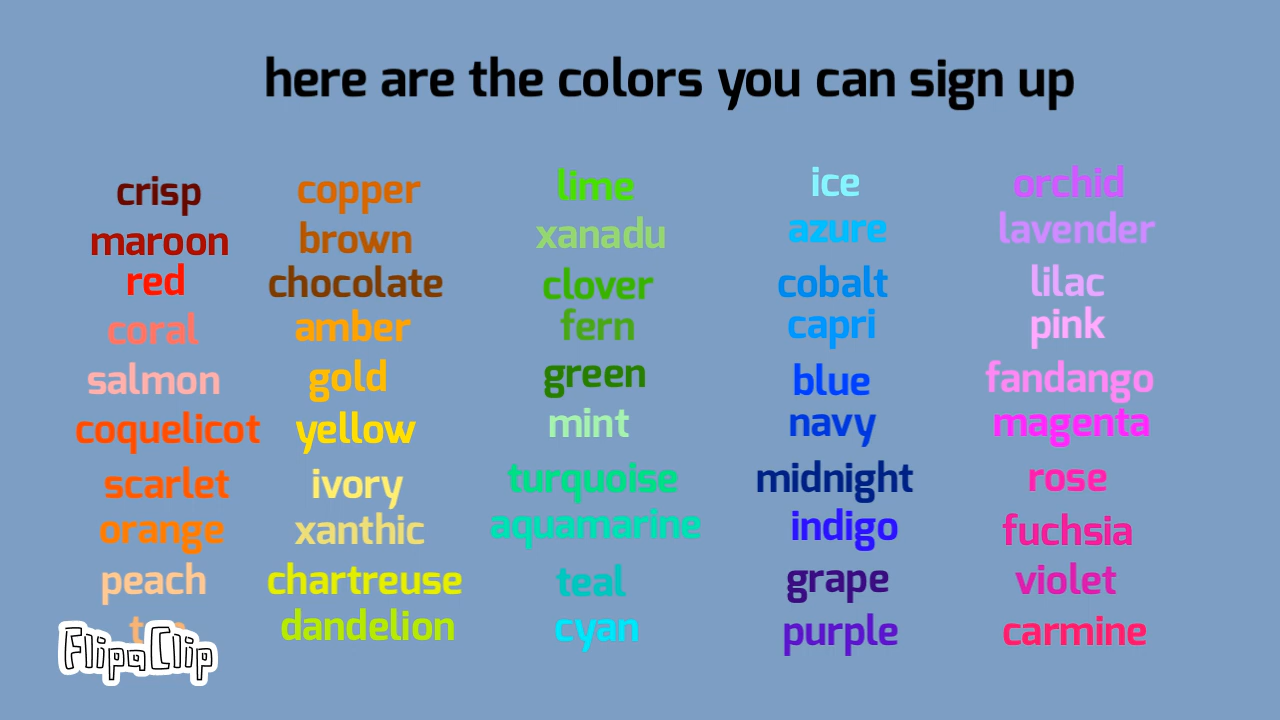 here are the colors you can sign up
crisp
maroon
red
coral
salmon
coquelicot
scarlet
orange
peach
copper
brown
chocolate
amber
gold
yellow
ivory
xanthic
chartreuse
dandelion
lime
xanadu
clover
fern
green
mint
turquoise
aquamarine
teal
cyan
ice
azure
cobalt
capri
blue
navy
midnight
indigo
grape
purple
orchid
lavender
lilac
pink
fandango
magenta
rose
fuchsia
violet
carmine
FlipaClip